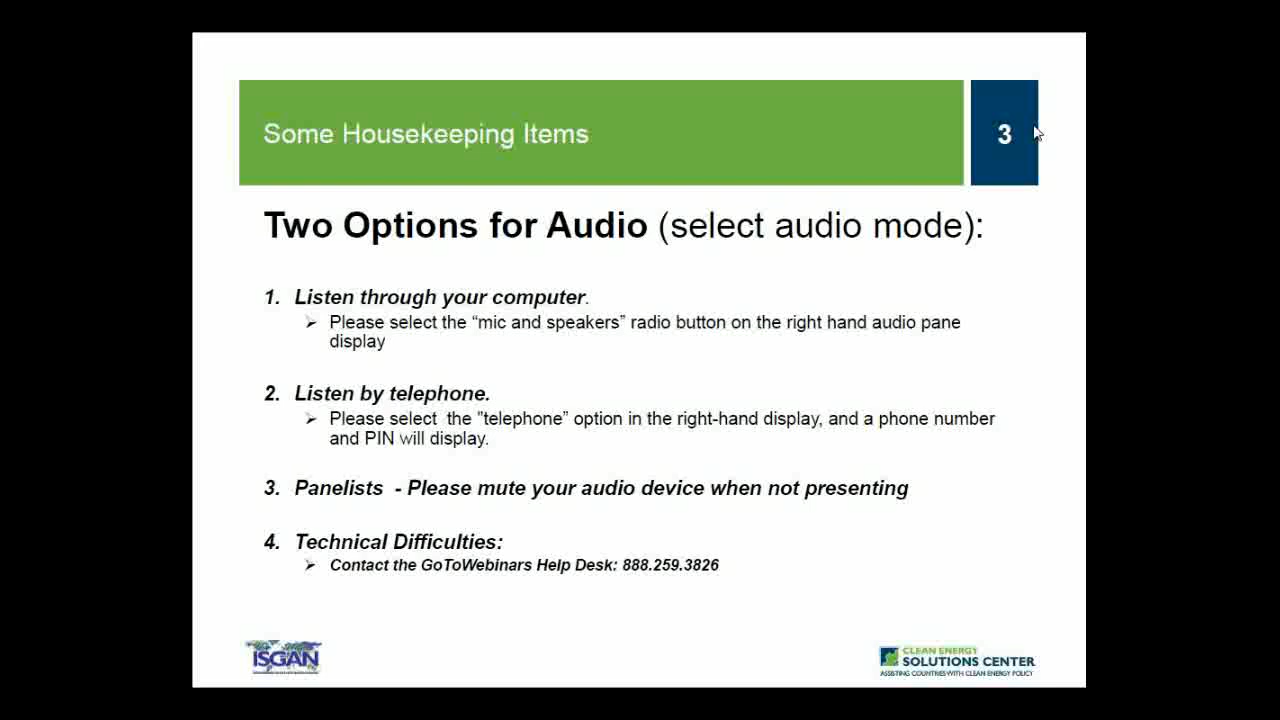 Some Housekeeping Items
3
Two Options for Audio (select audio mode):
1. Listen through your computer.
➢ Please select the “mic and speakers” radio button on the right hand audio pane
display
2. Listen by telephone.
➢ Please select the "telephone” option in the right-hand display, and a phone number
and PIN will display.
3. Panelists - Please mute your audio device when not presenting
4. Technical Difficulties:
➢ Contact the GoToWebinars Help Desk: 888.259.3826
ISGAN
CLEAN ENERGY
SOLUTIONS CENTER
ASSISTING COUNTRIES WITH CLEAN ENERGY POLICY